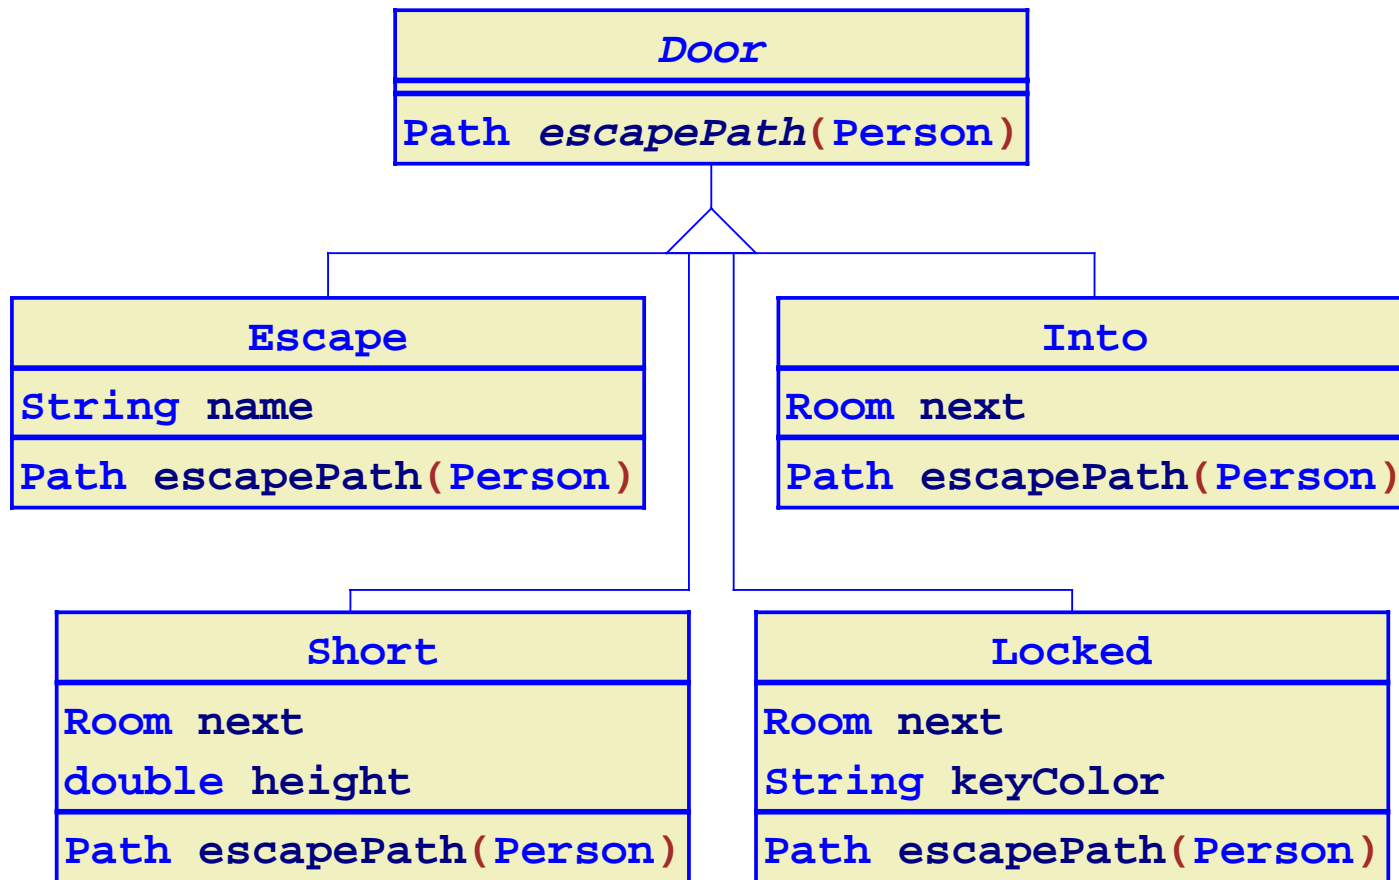 Door
Path escapePath(Person)
Escape
String name
Path escapePath(Person)
Into
Room next
Path escapePath(Person)
Short
Room next
double height
Path escapePath(Person)
Locked
Room next
String keyColor
Path escapePath(Person)